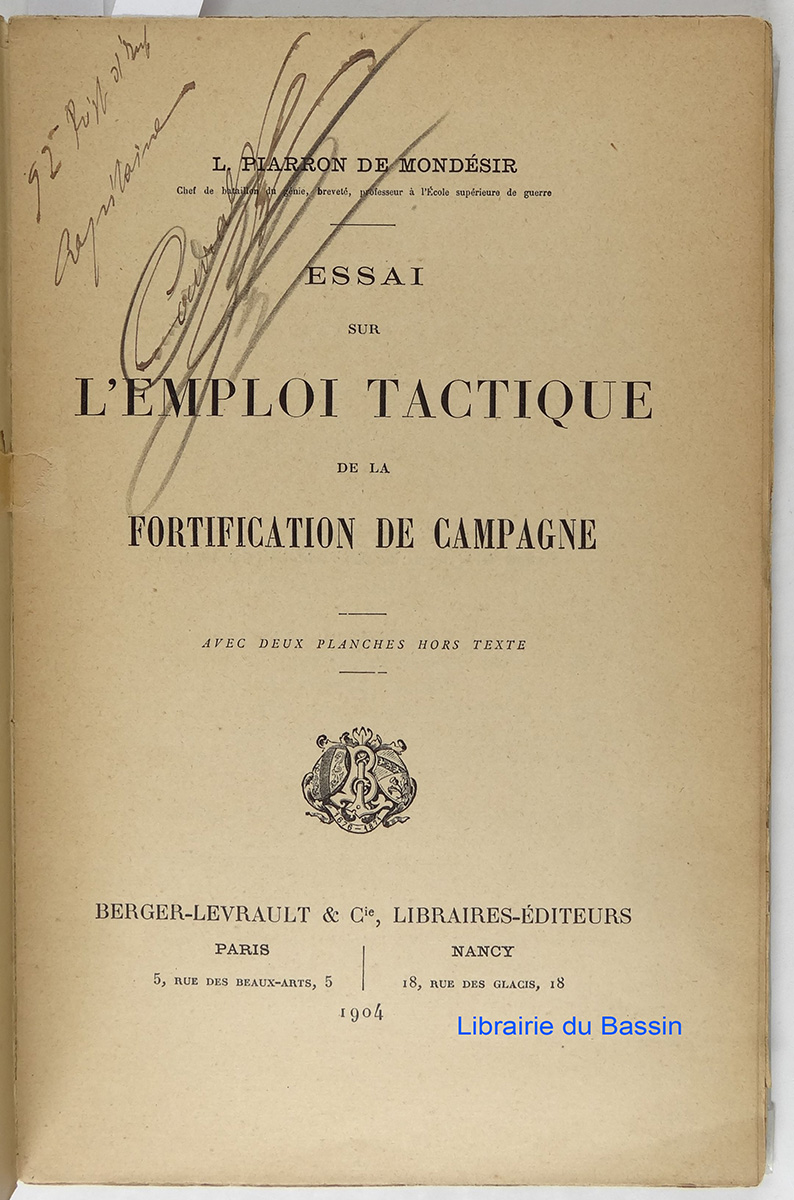 Capitaine
L. PIARRON DE MONDÉSIR
Chef de bataillon du génie, breveté, professeur à l'École supérieure de guerre
ESSAI
SUR
L'EMPLOI TACTIQUE
DE LA
FORTIFICATION DE CAMPAGNE
AVEC DEUX PLANCHES HORS TEXTE
BERGER-LEVRAULT & Cie, LIBRAIRES-ÉDITEURS
PARIS
5, RUE DES BEAUX-ARTS, 5
NANCY
18, RUE DES GLACIS, 18
1904
Librairie du Bassin